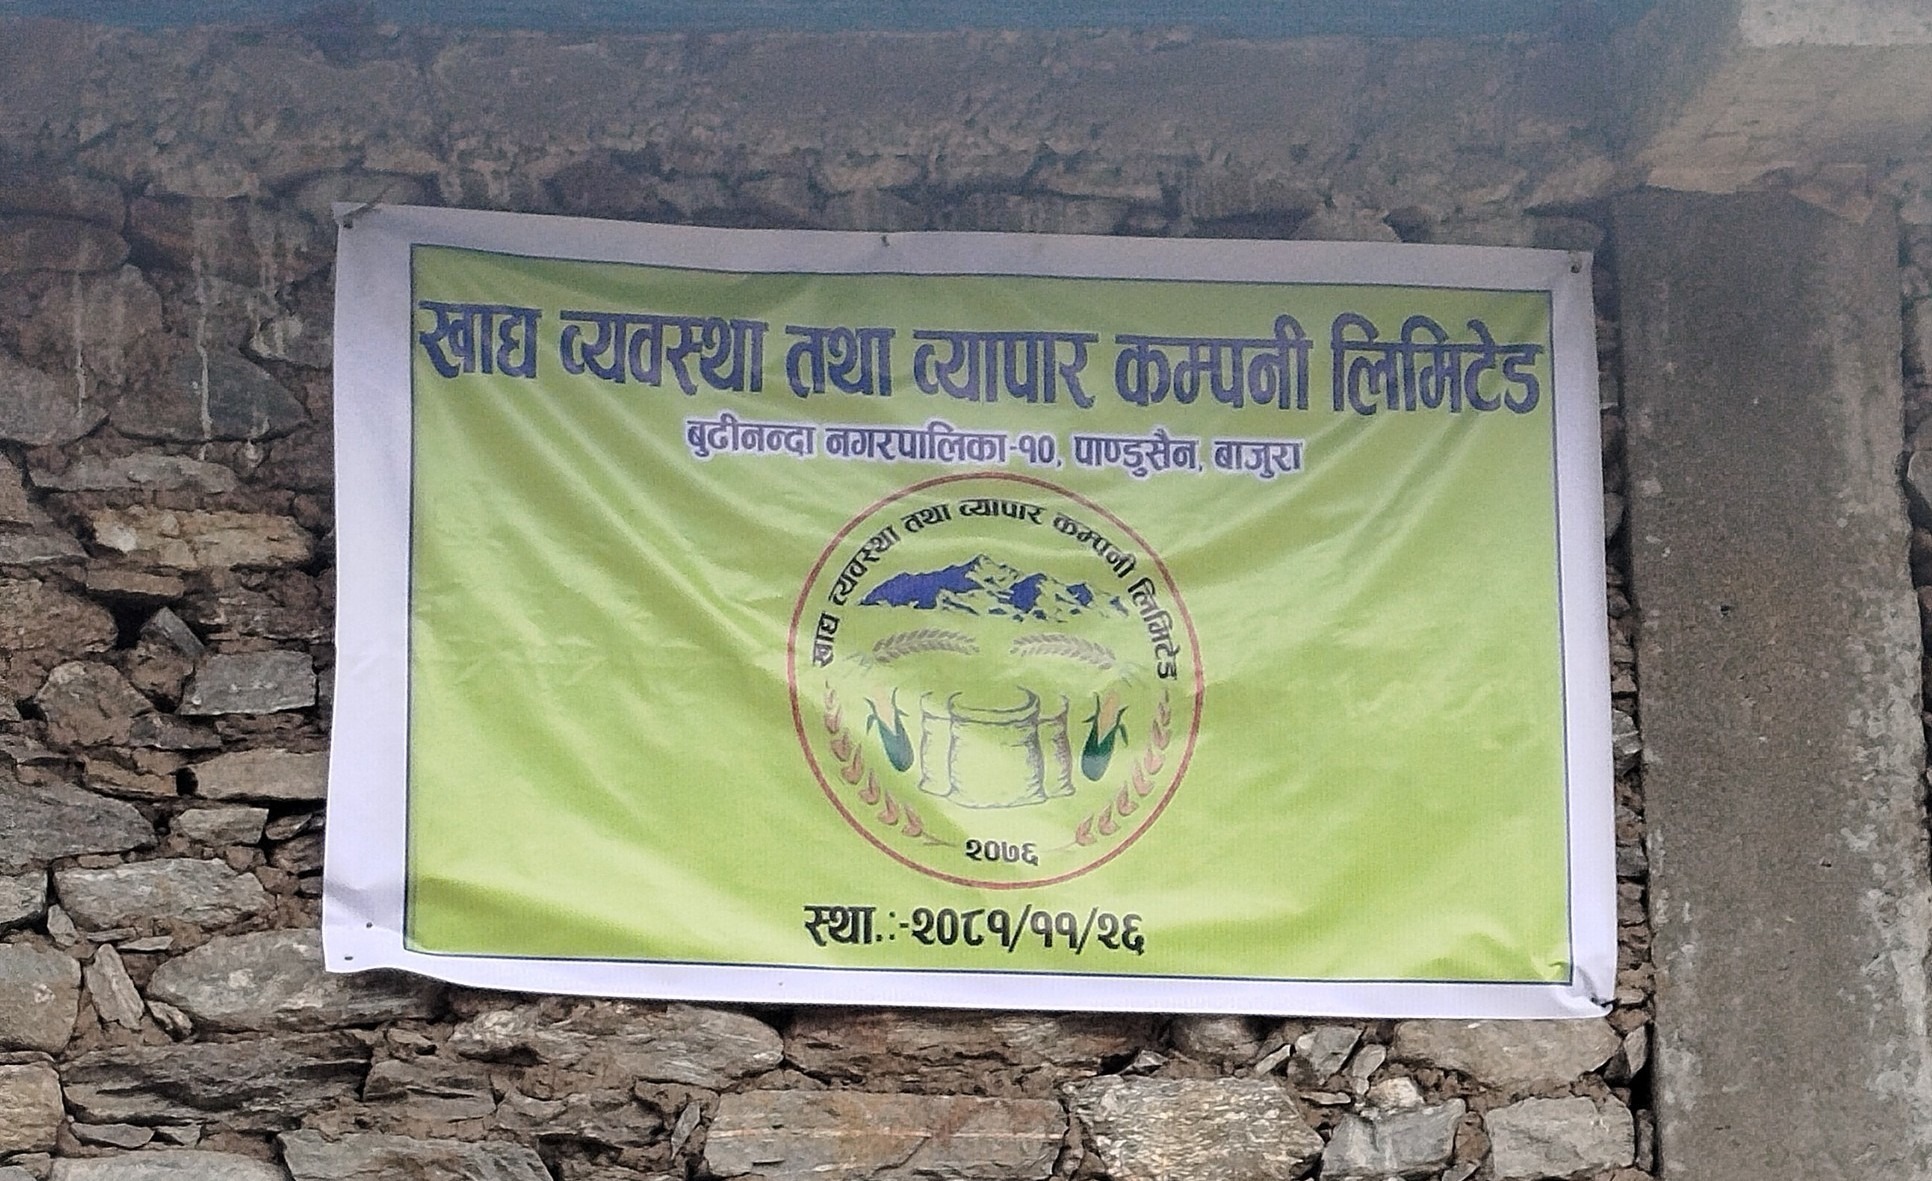 खाद्य व्यवस्था तथा व्यापार कम्पनी लिमिटेड
बुढीनन्दा नगरपालिका-१०, पाण्डुसैन, बाजुरा
खाद्य व्यवस्था तथा व्यापार कम्पनी लिमिटेड
२०७६
स्था.:-२०८१/११/२६